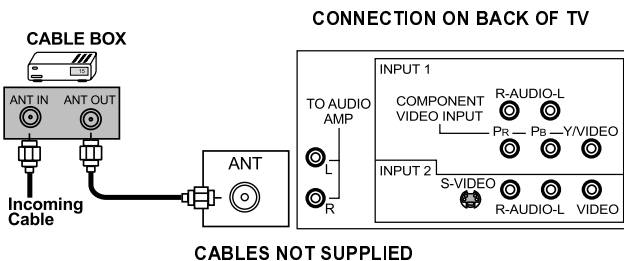 CONNECTION ON BACK OF TV
CABLE BOX
15
ANT IN ANT OUT
Incoming
Cable
ANT
TO AUDIO
AMP
L
R
INPUT 1
R-AUDIO-L
COMPONENT
VIDEO INPUT
PR PB Y/VIDEO
INPUT 2
S-VIDEO
R-AUDIO-L VIDEO
CABLES NOT SUPPLIED